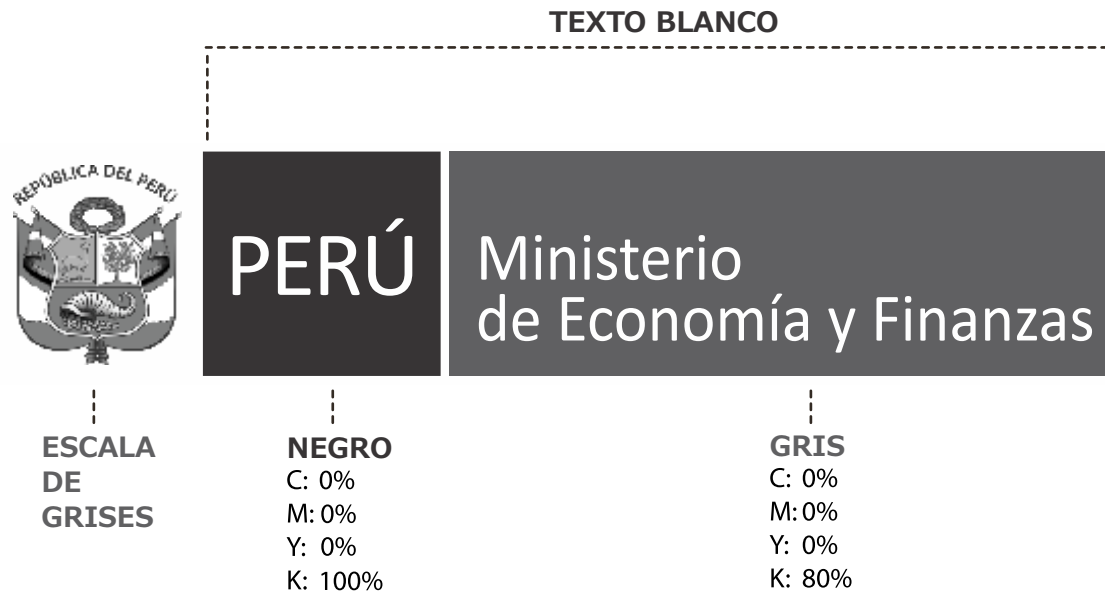 TEXTO BLANCO
REPÚBLICA DEL PERÚ
PERÚ
Ministerio
de Economía y Finanzas
ESCALA
DE
GRISES
NEGRO
C: 0%
M: 0%
Y: 0%
K: 100%
GRIS
C: 0%
M: 0%
Y: 0%
K: 80%